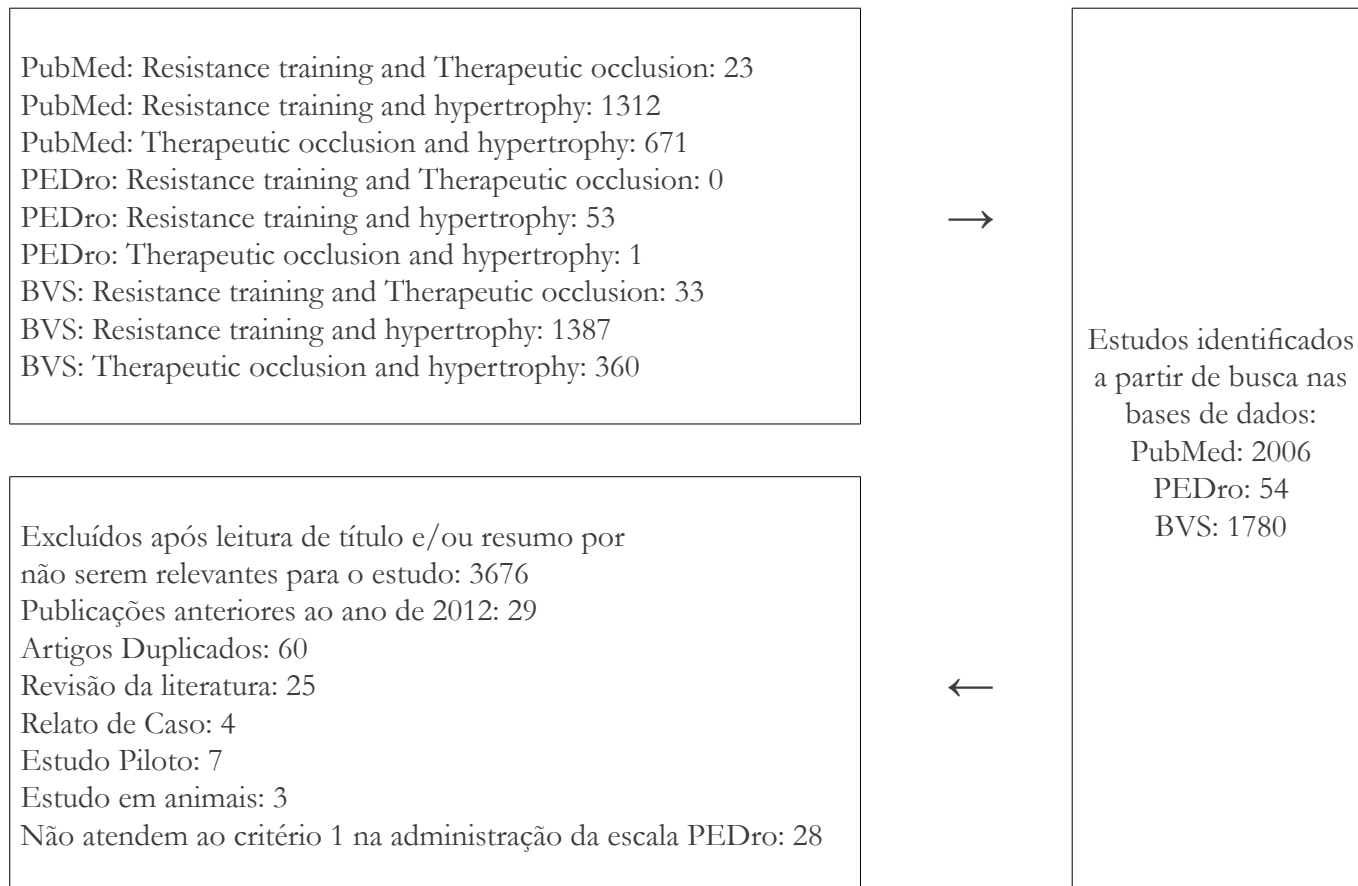 PubMed: Resistance training and Therapeutic occlusion: 23
PubMed: Resistance training and hypertrophy: 1312
PubMed: Therapeutic occlusion and hypertrophy: 671
PEDro: Resistance training and Therapeutic occlusion: 0
PEDro: Resistance training and hypertrophy: 53
PEDro: Therapeutic occlusion and hypertrophy: 1
BVS: Resistance training and Therapeutic occlusion: 33
BVS: Resistance training and hypertrophy: 1387
BVS: Therapeutic occlusion and hypertrophy: 360
→
Estudos identificados
a partir de busca nas
bases de dados:
PubMed: 2006
PEDro: 54
BVS: 1780
←
Excluídos após leitura de título e/ou resumo por
não serem relevantes para o estudo: 3676
Publicações anteriores ao ano de 2012: 29
Artigos Duplicados: 60
Revisão da literatura: 25
Relato de Caso: 4
Estudo Piloto: 7
Estudo em animais: 3
Não atendem ao critério 1 na administração da escala PEDro: 28